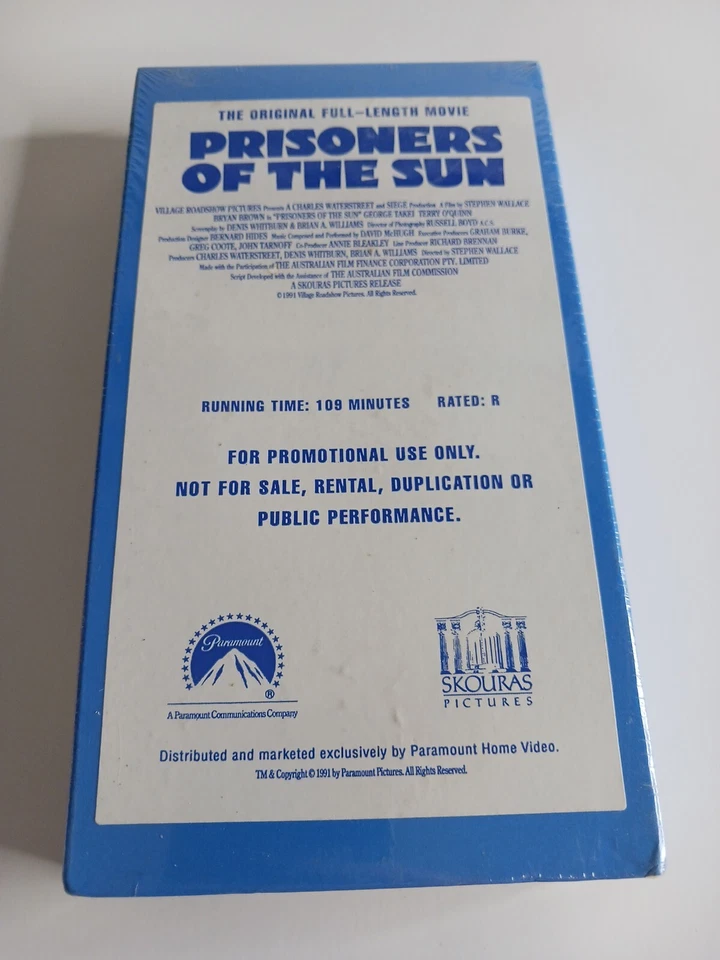 THE ORIGINAL FULL-LENGTH MOVIE
PRISONERS
OF THE SUN
VILLAGE ROADSHOW PICTURES Presents A CHARLES WATERSTREET and SIEGE Production A Film by STEPHEN WALLACE
BRYAN BROWN in "PRISONERS OF THE SUN" GEORGE TAKEI TERRY O'QUINN
Screenplay by DENIS WHITBURN & BRIAN A. WILLIAMS Director of Photography RUSSELL BOYD A.C.S.
Production Designer BERNARD HIDES Music Composed and Performed by DAVID McHUGH Executive Producers GRAHAM BURKE,
GREG COOTE, JOHN TARNOFF Co-Producer ANNIE BLEAKLEY Line Producer RICHARD BRENNAN
Producers CHARLES WATERSTREET, DENIS WHITBURN, BRIAN A. WILLIAMS Directed by STEPHEN WALLACE
Made with the Participation of THE AUSTRALIAN FILM FINANCE CORPORATION PTY. LIMITED
Script Developed with the Assistance of THE AUSTRALIAN FILM COMMISSION
A SKOURAS PICTURES RELEASE
© 1991 Village Roadshow Pictures. All Rights Reserved.
RUNNING TIME: 109 MINUTES RATED: R
FOR PROMOTIONAL USE ONLY.
NOT FOR SALE, RENTAL, DUPLICATION OR
PUBLIC PERFORMANCE.
Paramount
®
A Paramount Communications Company
SKOURAS
PICTURES
Distributed and marketed exclusively by Paramount Home Video.
TM & Copyright © 1991 by Paramount Pictures. All Rights Reserved.